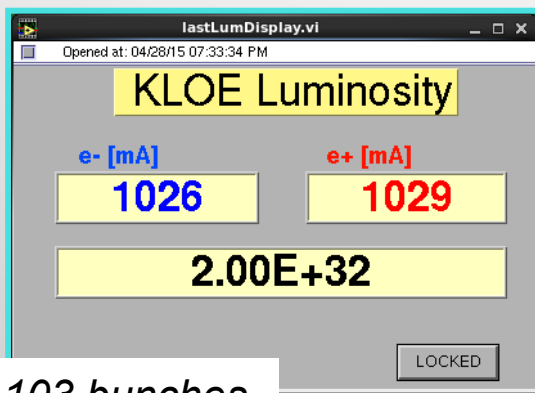 lastLumDisplay.vi
Opened at: 04/28/15 07:33:34 PM
KLOE Luminosity
e- [mA] e+ [mA]
1026 1029
2.00E+32
LOCKED
103 bunches